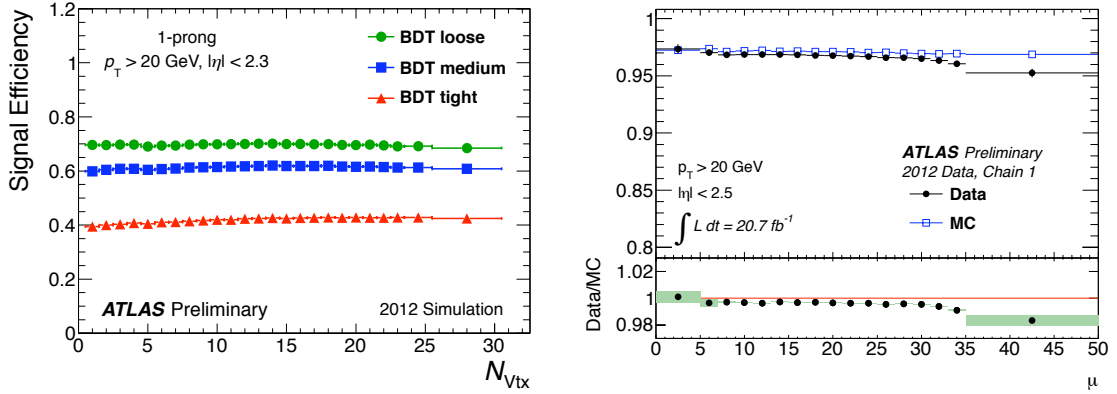 Signal Efficiency
1.2
1
0.8
0.6
0.4
0.2
0
1-prong
p_T > 20 GeV, |η| < 2.3
BDT loose
BDT medium
BDT tight
ATLAS Preliminary
2012 Simulation
0 5 10 15 20 25 30
N_Vtx
1
0.95
0.9
0.85
0.8
p_T > 20 GeV
|η| < 2.5
∫ L dt = 20.7 fb⁻¹
ATLAS Preliminary
2012 Data, Chain 1
Data
MC
Data/MC
1.02
1
0.98
0 5 10 15 20 25 30 35 40 45 50
μ